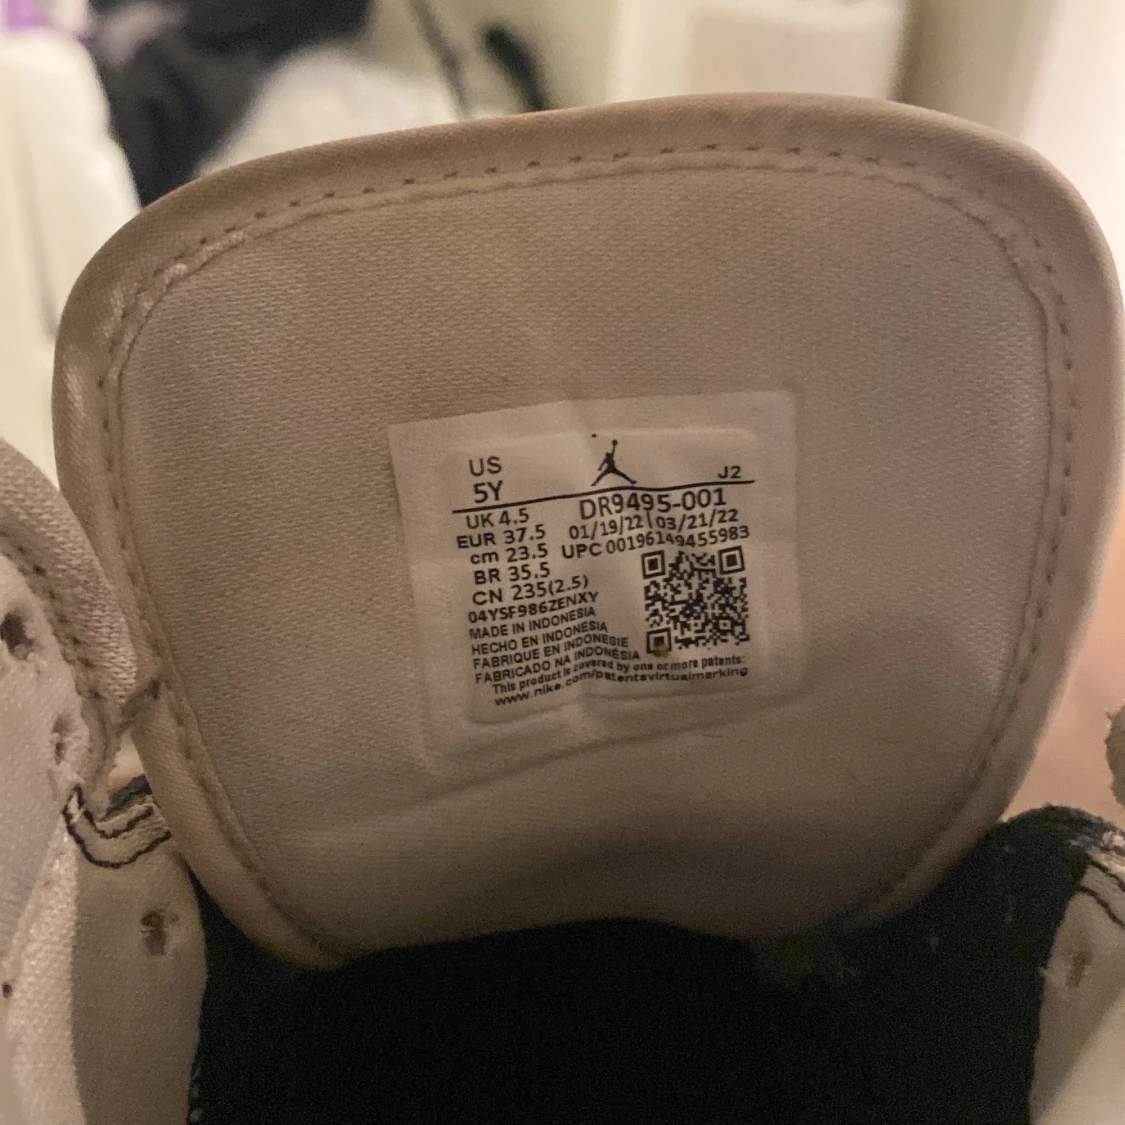 US
5Y
J2
UK 4.5
DR9495-001
EUR 37.5
01/19/22 | 03/21/22
cm 23.5
UPC 00196149455983
BR 35.5
CN 235(2.5)
04YSF986ZENXY
MADE IN INDONESIA
HECHO EN INDONESIA
FABRIQUE EN INDONESIE
FABRICADO NA INDONÉSIA
This product is covered by one or more patents:
www.nike.com/patentsvirtualmarking